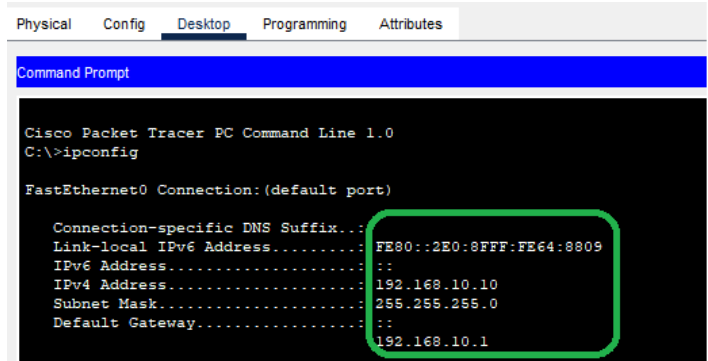 Physical Config Desktop Programming Attributes
Command Prompt
Cisco Packet Tracer PC Command Line 1.0
C:\>ipconfig
FastEthernet0 Connection:(default port)
Connection-specific DNS Suffix..:
Link-local IPv6 Address.........: FE80::2E0:8FFF:FE64:8809
IPv6 Address....................: ::
IPv4 Address....................: 192.168.10.10
Subnet Mask.....................: 255.255.255.0
Default Gateway.................: ::
192.168.10.1